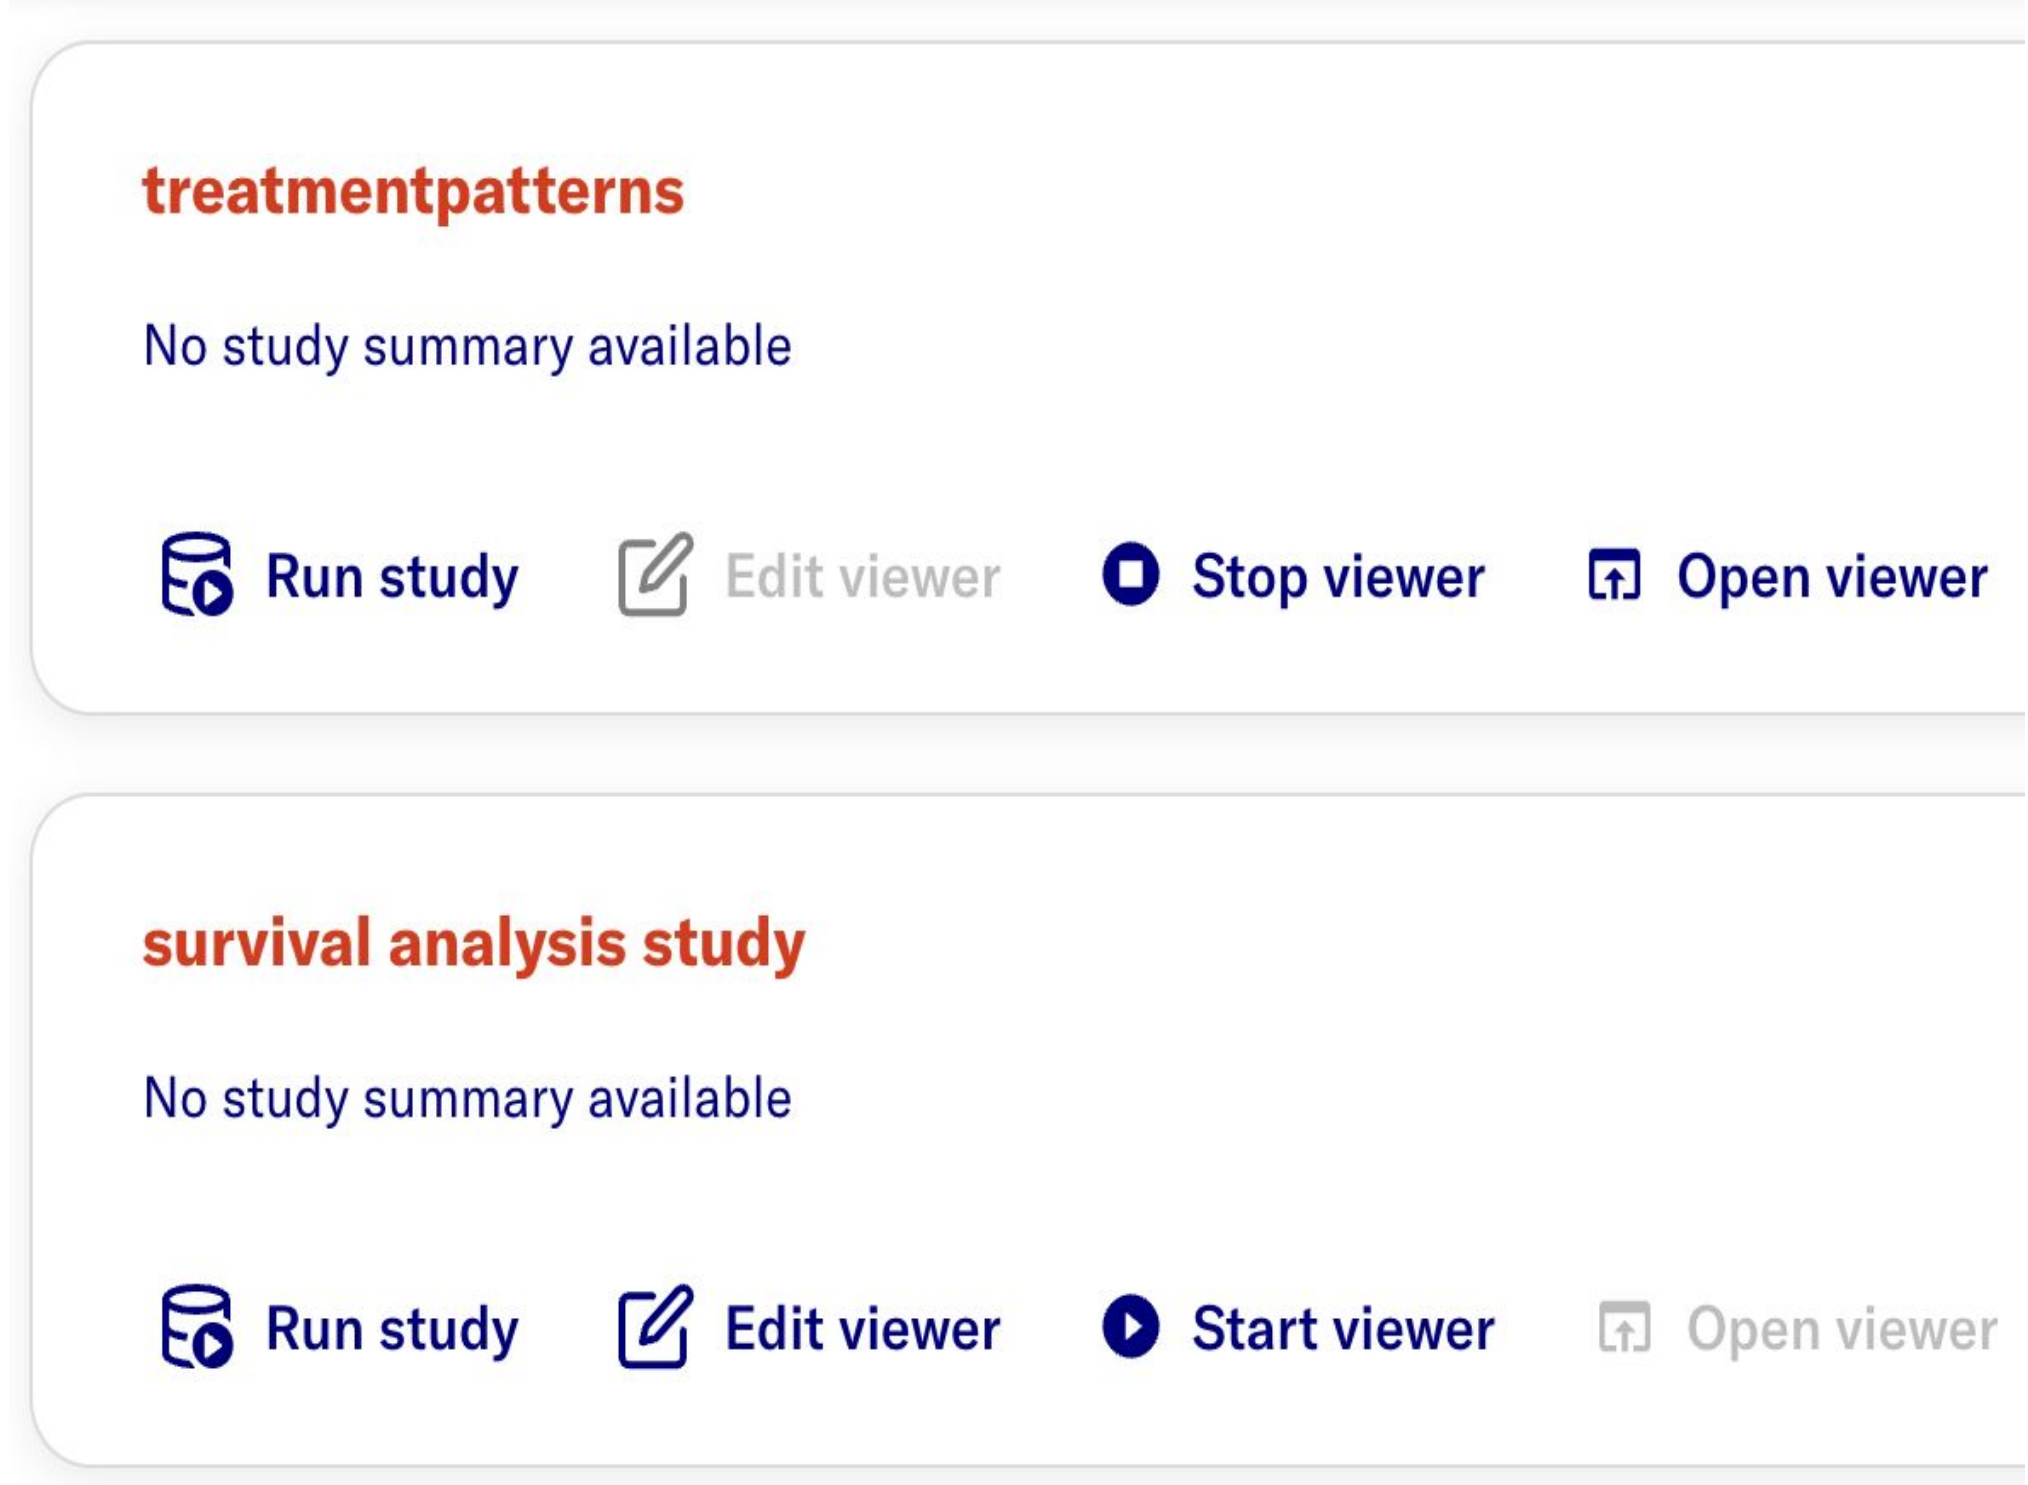 treatmentpatterns
No study summary available
Run study Edit viewer Stop viewer Open viewer
survival analysis study
No study summary available
Run study Edit viewer Start viewer Open viewer